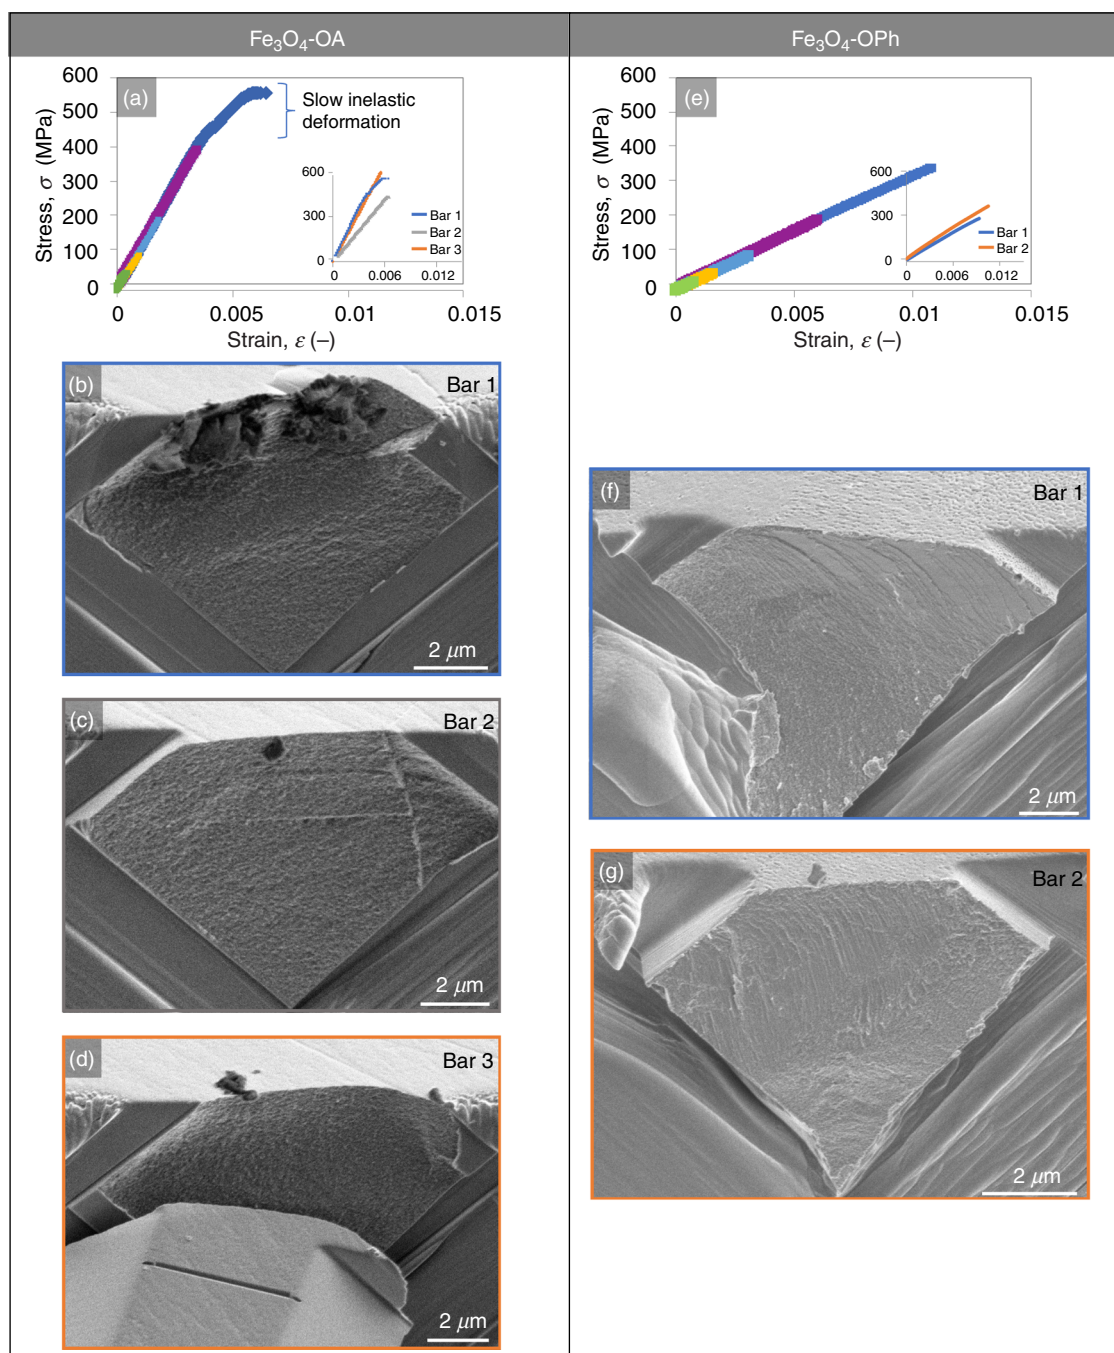 Fe₃O₄-OA
Fe₃O₄-OPh
(a)
600
500
400
300
200
100
0
Stress, σ (MPa)
Slow inelastic
deformation
600
300
0
0
0.006
0.012
Bar 1
Bar 2
Bar 3
0
0.005
0.01
0.015
Strain, ε (–)
(b)
Bar 1
2 μm
(c)
Bar 2
2 μm
(d)
Bar 3
2 μm
(e)
600
500
400
300
200
100
0
Stress, σ (MPa)
600
300
0
0
0.006
0.012
Bar 1
Bar 2
0
0.005
0.01
0.015
Strain, ε (–)
(f)
Bar 1
2 μm
(g)
Bar 2
2 μm